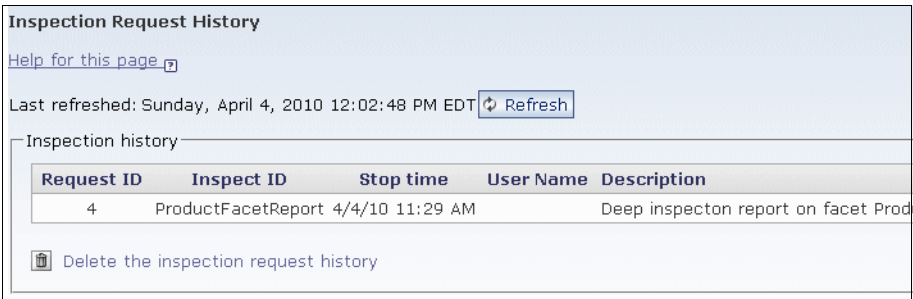 Inspection Request History
Help for this page ?
Last refreshed: Sunday, April 4, 2010 12:02:48 PM EDT Refresh
Inspection history
Request ID Inspect ID Stop time User Name Description
4 ProductFacetReport 4/4/10 11:29 AM Deep inspecton report on facet Prod
Delete the inspection request history